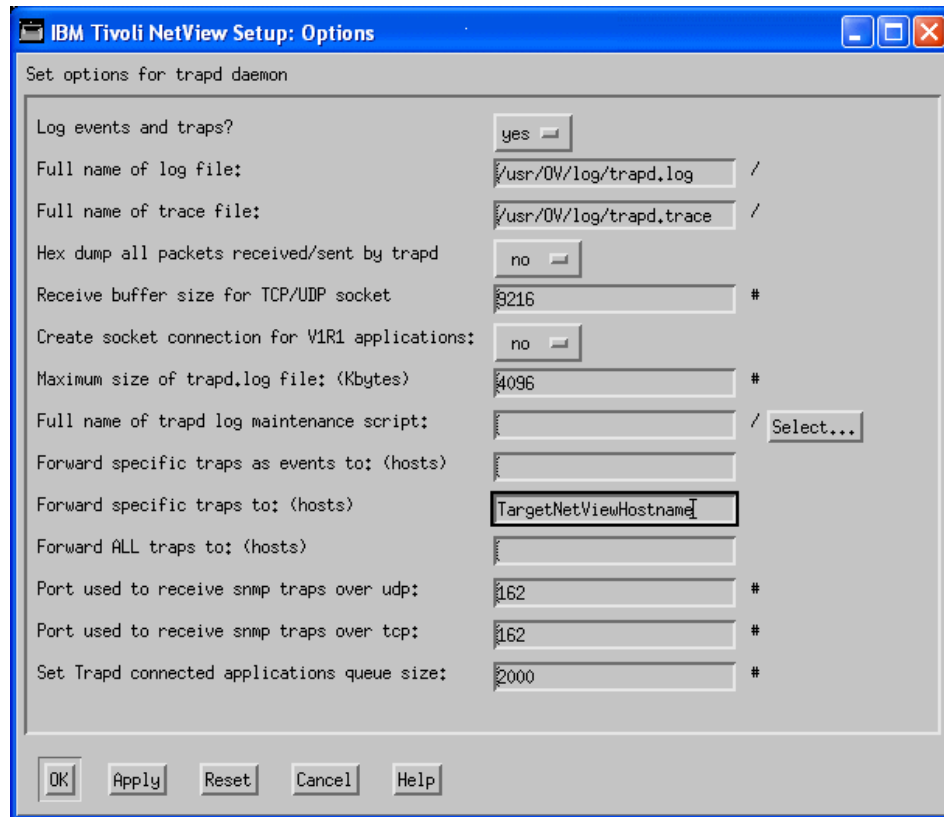 IBM Tivoli NetView Setup: Options
Set options for trapd daemon
Log events and traps? yes
Full name of log file: /usr/OV/log/trapd.log /
Full name of trace file: /usr/OV/log/trapd.trace /
Hex dump all packets received/sent by trapd no
Receive buffer size for TCP/UDP socket 9216 #
Create socket connection for V1R1 applications: no
Maximum size of trapd.log file: (Kbytes) 4096 #
Full name of trapd log maintenance script: / Select...
Forward specific traps as events to: (hosts)
Forward specific traps to: (hosts) TargetNetViewHostname
Forward ALL traps to: (hosts)
Port used to receive snmp traps over udp: 162 #
Port used to receive snmp traps over tcp: 162 #
Set Trapd connected applications queue size: 2000 #
OK Apply Reset Cancel Help